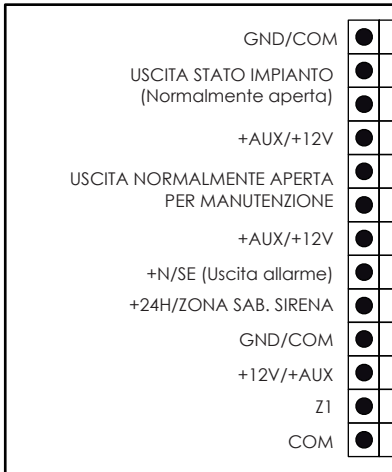 GND/COM
USCITA STATO IMPIANTO
(Normalmente aperta)
+AUX/+12V
USCITA NORMALMENTE APERTA
PER MANUTENZIONE
+AUX/+12V
+N/SE (Uscita allarme)
+24H/ZONA SAB. SIRENA
GND/COM
+12V/+AUX
Z1
COM